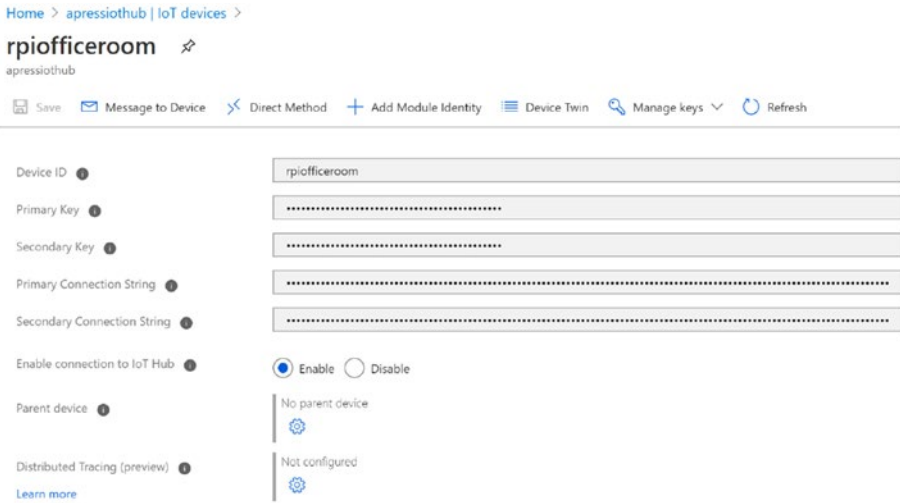 Home > apressiothub | IoT devices >
rpiofficeroom
apressiothub
Save Message to Device Direct Method Add Module Identity Device Twin Manage keys Refresh
Device ID rpiofficeroom
Primary Key ••••••••••••••••••••••••••••••••••••••••••••
Secondary Key ••••••••••••••••••••••••••••••••••••••••••••
Primary Connection String ••••••••••••••••••••••••••••••••••••••••••••••••••••••••••••••••••••••••••••••••••••••••••••••••••••••••••••••••••••••••
Secondary Connection String ••••••••••••••••••••••••••••••••••••••••••••••••••••••••••••••••••••••••••••••••••••••••••••••••••••••••••••••••••••••••
Enable connection to IoT Hub Enable Disable
Parent device No parent device
Distributed Tracing (preview) Not configured
Learn more